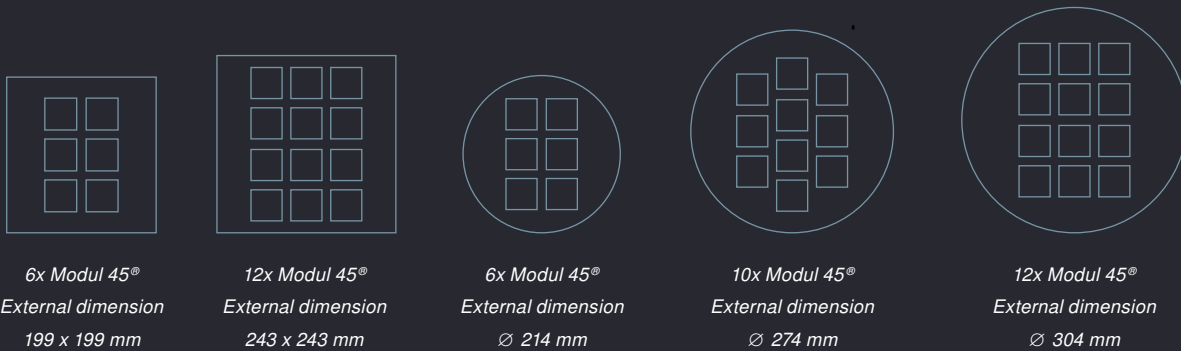 6x Modul 45®
External dimension
199 x 199 mm
12x Modul 45®
External dimension
243 x 243 mm
6x Modul 45®
External dimension
∅ 214 mm
10x Modul 45®
External dimension
∅ 274 mm
12x Modul 45®
External dimension
∅ 304 mm